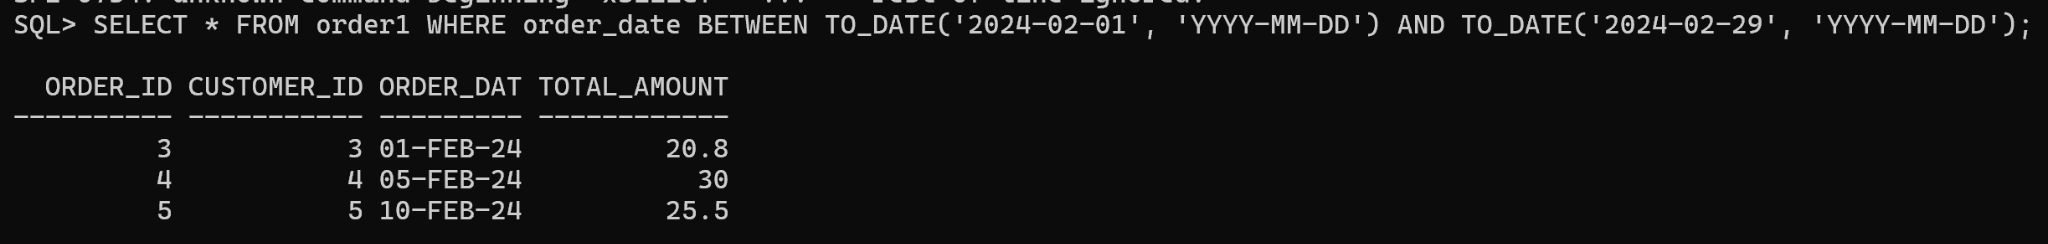 SQL> SELECT * FROM order1 WHERE order_date BETWEEN TO_DATE('2024-02-01', 'YYYY-MM-DD') AND TO_DATE('2024-02-29', 'YYYY-MM-DD');
  ORDER_ID CUSTOMER_ID ORDER_DAT TOTAL_AMOUNT
---------- ----------- --------- ------------
         3           3 01-FEB-24         20.8
         4           4 05-FEB-24           30
         5           5 10-FEB-24         25.5